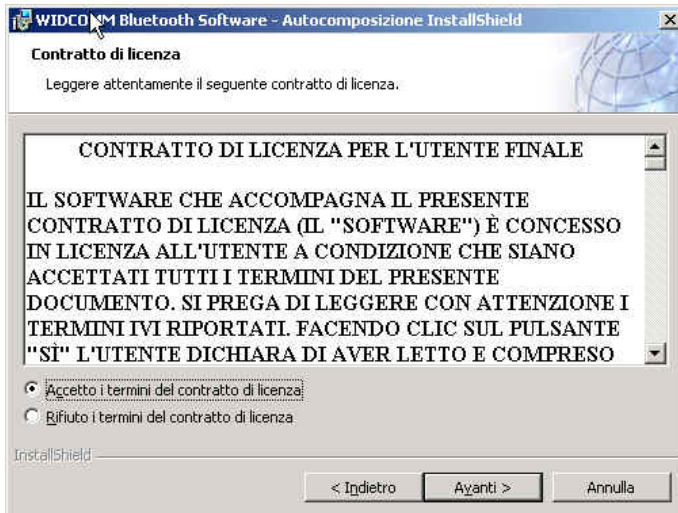 WIDCOMM Bluetooth Software - Autocomposizione InstallShield
Contratto di licenza
Leggere attentamente il seguente contratto di licenza.
CONTRATTO DI LICENZA PER L'UTENTE FINALE
IL SOFTWARE CHE ACCOMPAGNA IL PRESENTE
CONTRATTO DI LICENZA (IL "SOFTWARE") È CONCESSO
IN LICENZA ALL'UTENTE A CONDIZIONE CHE SIANO
ACCETTATI TUTTI I TERMINI DEL PRESENTE
DOCUMENTO. SI PREGA DI LEGGERE CON ATTENZIONE I
TERMINI IVI RIPORTATI. FACENDO CLIC SUL PULSANTE
"SÌ" L'UTENTE DICHIARA DI AVER LETTO E COMPRESO
Accetto i termini del contratto di licenza
Rifiuto i termini del contratto di licenza
InstallShield
< Indietro Avanti > Annulla